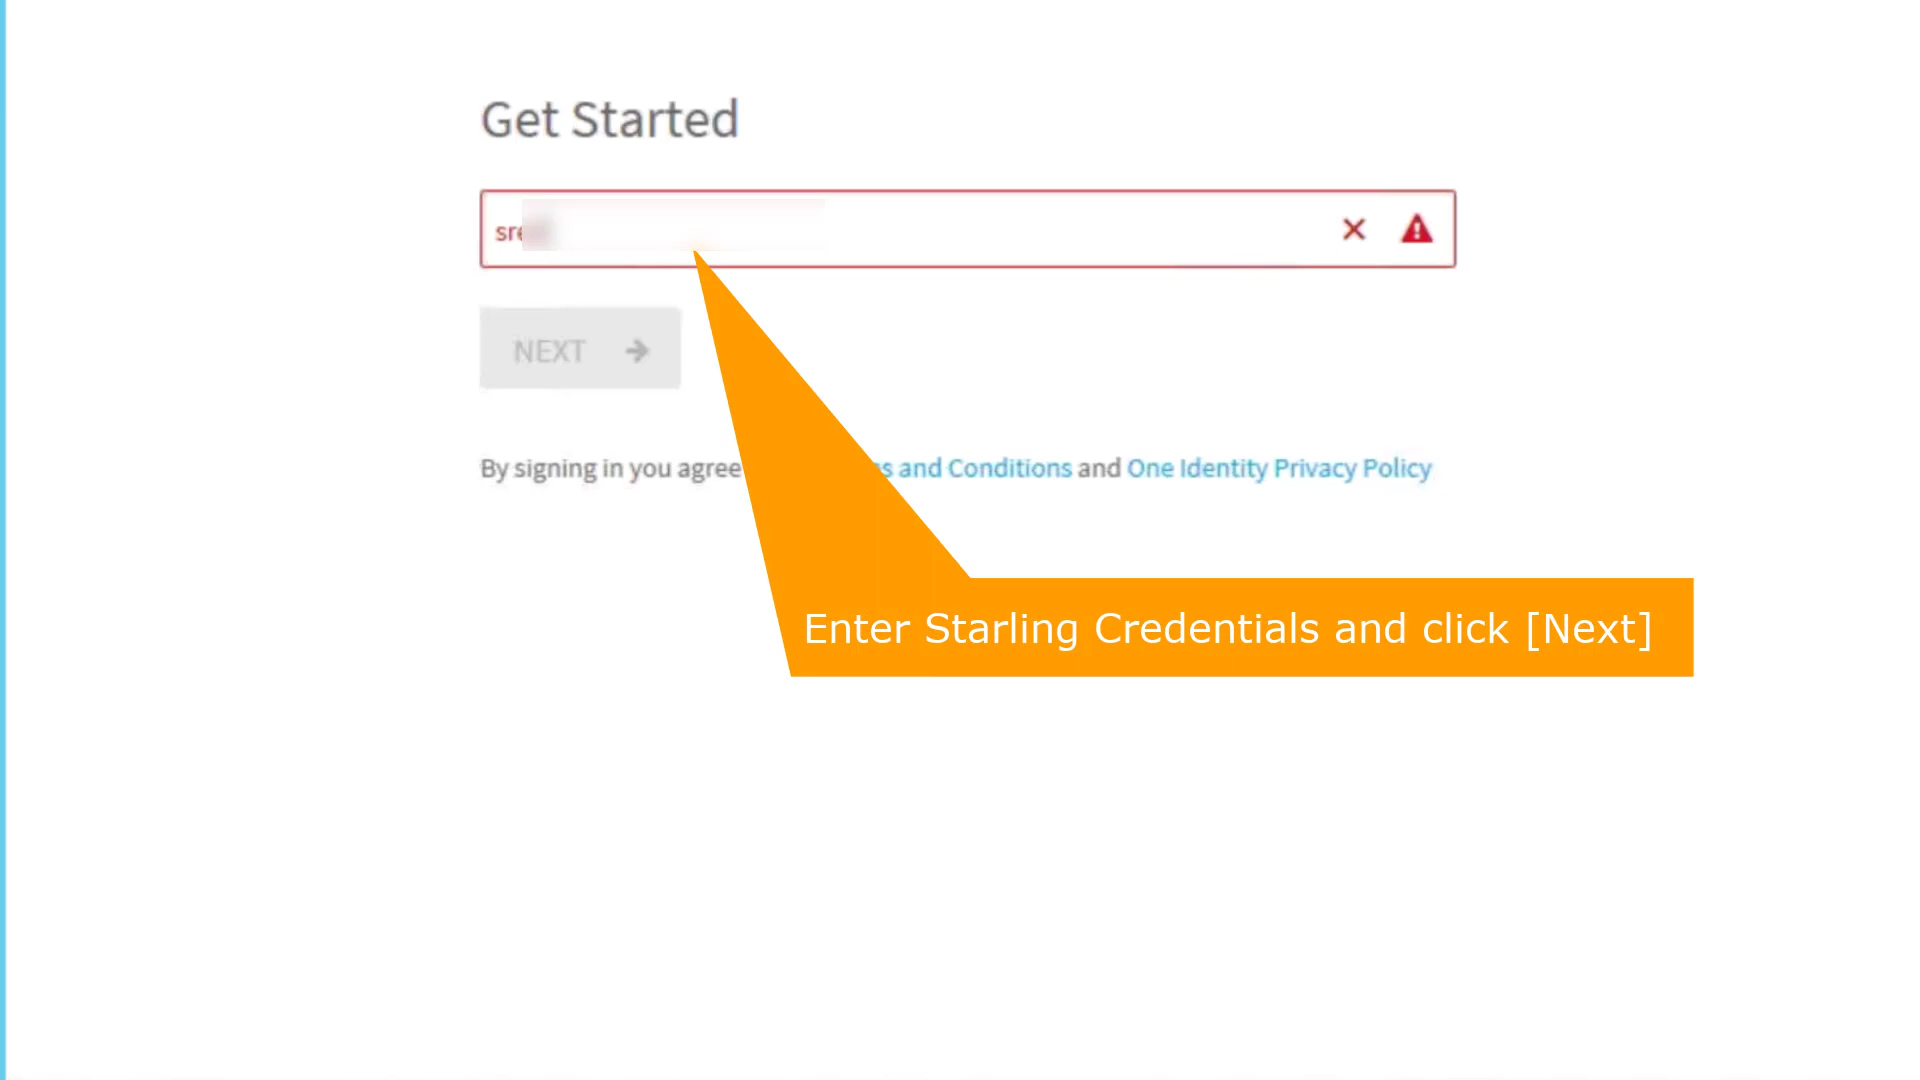 Get Started
sre
NEXT
By signing in you agree s and Conditions and One Identity Privacy Policy
Enter Starling Credentials and click [Next]